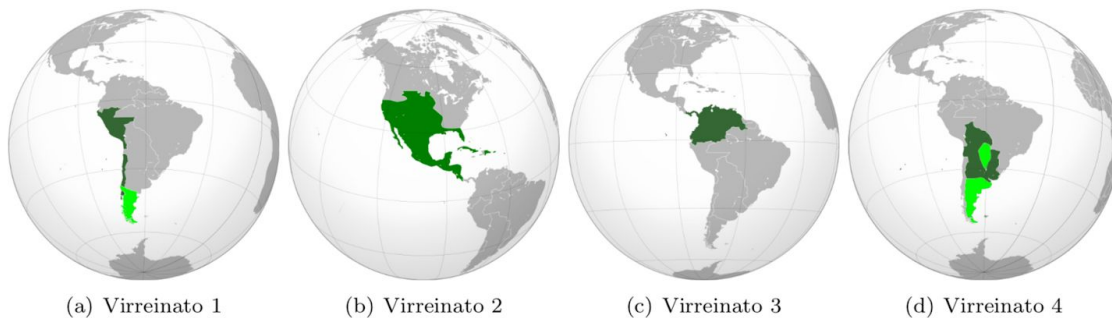 (a) Virreinato 1
(b) Virreinato 2
(c) Virreinato 3
(d) Virreinato 4